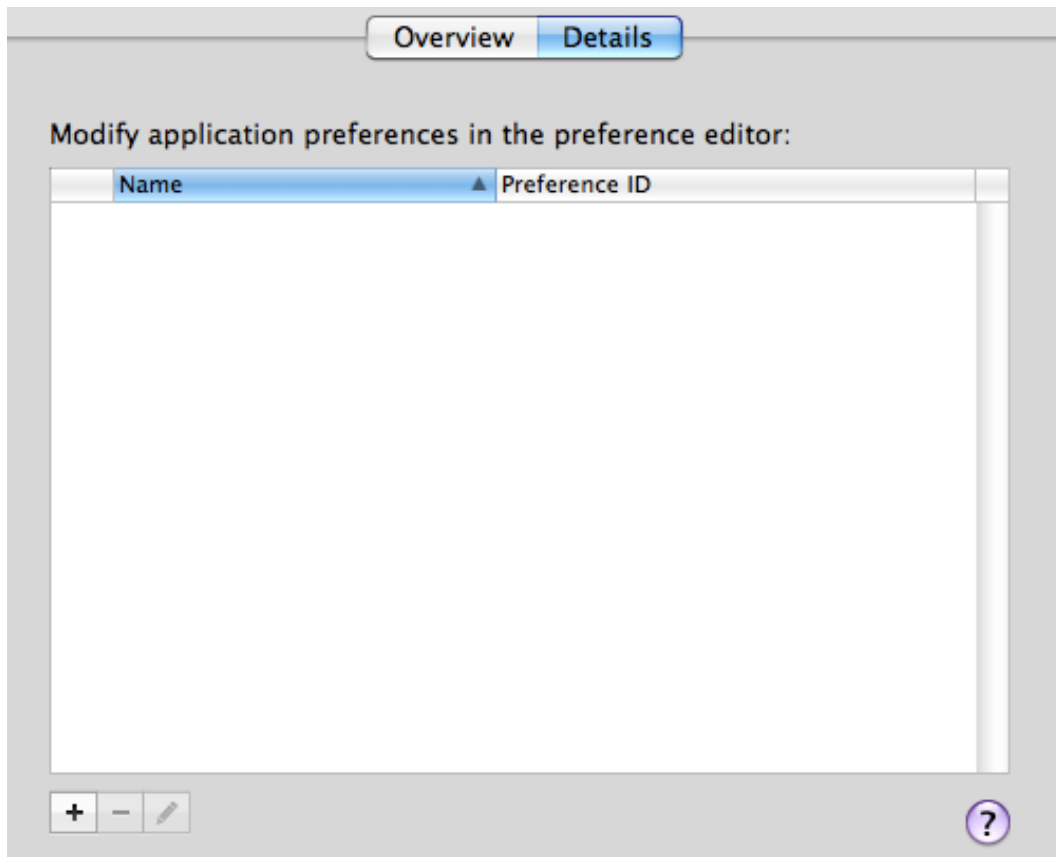 Overview Details
Modify application preferences in the preference editor:
Name Preference ID
+ −
?